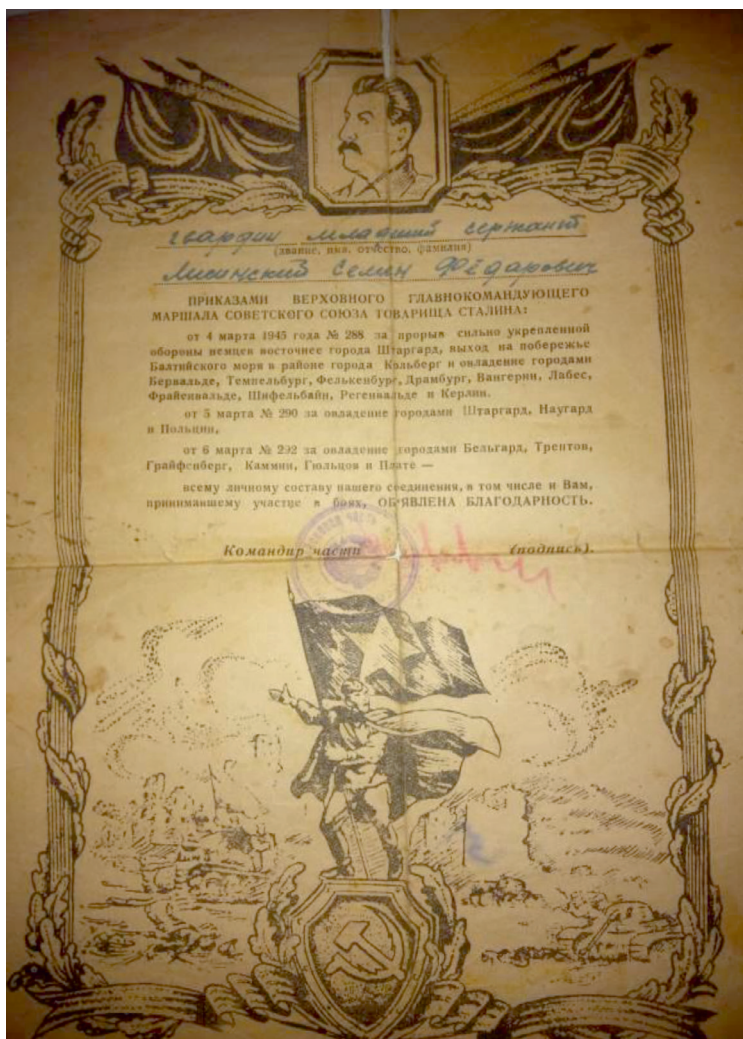 гвардии младший сержант
(звание, имя, отчество, фамилия)
Лисинский Семен Фёдарович
ПРИКАЗАМИ ВЕРХОВНОГО ГЛАВНОКОМАНДУЮЩЕГО
МАРШАЛА СОВЕТСКОГО СОЮЗА ТОВАРИЩА СТАЛИНА:
от 4 марта 1945 года № 288 за прорыв сильно укрепленной
обороны немцев восточнее города Штаргард, выход на побережье
Балтийского моря в районе города Кольберг и овладение городами
Бервальде, Темпельбург, Фелькенбург, Драмбург, Вангерин, Лабес,
Фрайенвальде, Шифельбайн, Регенвальде и Керлин.
от 5 марта № 290 за овладение городами Штаргард, Наугард
и Польцин,
от 6 марта № 292 за овладение городами Бельгард, Трептов,
Грайфенберг, Каммин, Гюльцов и Плате —
всему личному составу нашего соединения, в том числе и Вам,
принимавшему участие в боях, ОБ'ЯВЛЕНА БЛАГОДАРНОСТЬ.
Командир части (подпись).